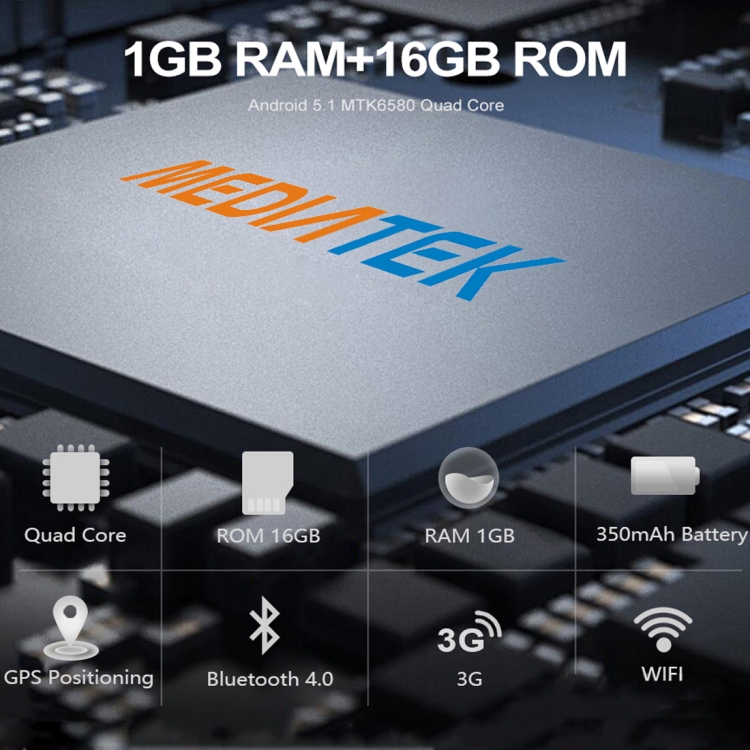 1GB RAM+16GB ROM
Android 5.1 MTK6580 Quad Core
MEDIATEK
Quad Core
ROM 16GB
RAM 1GB
350mAh Battery
3G
GPS Positioning
Bluetooth 4.0
3G
WIFI